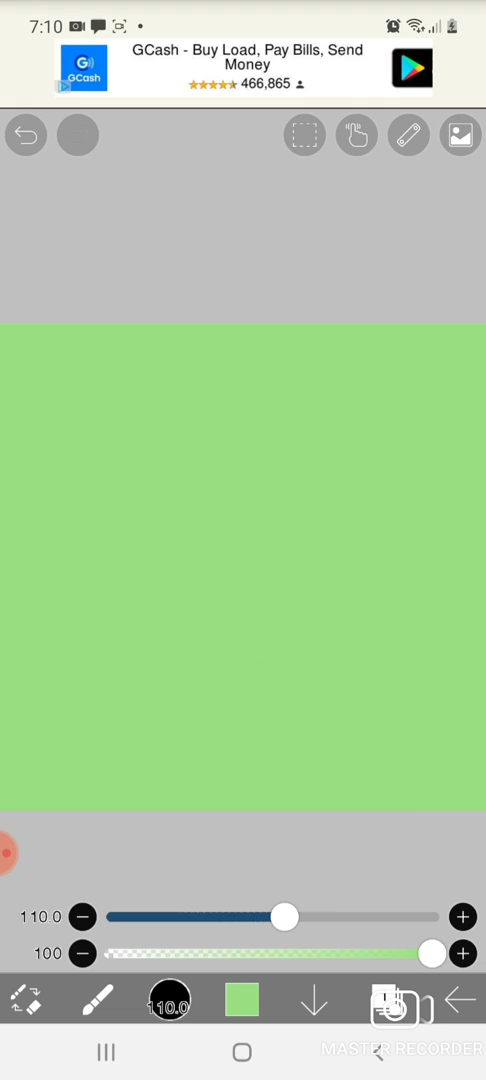 7:10
GCash - Buy Load, Pay Bills, Send
Money
GCash
466,865
110.0
100
110.0
MASTER RECORDER